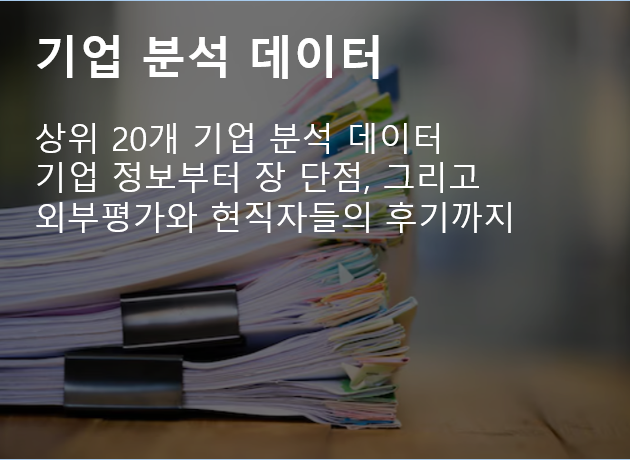 기업 분석 데이터
상위 20개 기업 분석 데이터
기업 정보부터 장 단점, 그리고
외부평가와 현직자들의 후기까지